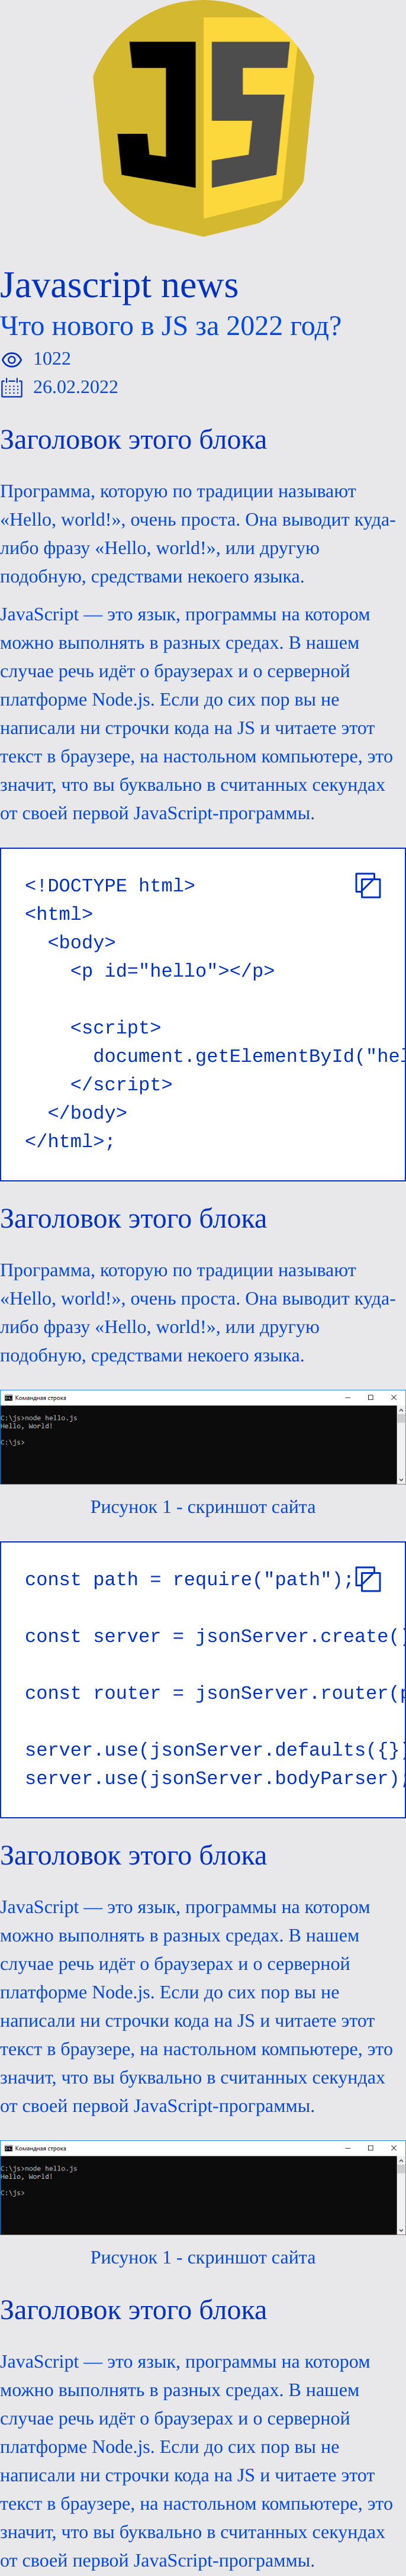 JS
Javascript news
Что нового в JS за 2022 год?
1022
26.02.2022
Заголовок этого блока
Программа, которую по традиции называют
«Hello, world!», очень проста. Она выводит куда-
либо фразу «Hello, world!», или другую
подобную, средствами некоего языка.
JavaScript — это язык, программы на котором
можно выполнять в разных средах. В нашем
случае речь идёт о браузерах и о серверной
платформе Node.js. Если до сих пор вы не
написали ни строчки кода на JS и читаете этот
текст в браузере, на настольном компьютере, это
значит, что вы буквально в считанных секундах
от своей первой JavaScript-программы.
<!DOCTYPE html>
<html>
<body>
<p id="hello"></p>
<script>
document.getElementById("hel
</script>
</body>
</html>;
Заголовок этого блока
Программа, которую по традиции называют
«Hello, world!», очень проста. Она выводит куда-
либо фразу «Hello, world!», или другую
подобную, средствами некоего языка.
Командная строка
C:\js>node hello.js
Hello, World!
C:\js>
Рисунок 1 - скриншот сайта
const path = require("path");
const server = jsonServer.create()
const router = jsonServer.router(p
server.use(jsonServer.defaults({})
server.use(jsonServer.bodyParser);
Заголовок этого блока
JavaScript — это язык, программы на котором
можно выполнять в разных средах. В нашем
случае речь идёт о браузерах и о серверной
платформе Node.js. Если до сих пор вы не
написали ни строчки кода на JS и читаете этот
текст в браузере, на настольном компьютере, это
значит, что вы буквально в считанных секундах
от своей первой JavaScript-программы.
Командная строка
C:\js>node hello.js
Hello, World!
C:\js>
Рисунок 1 - скриншот сайта
Заголовок этого блока
JavaScript — это язык, программы на котором
можно выполнять в разных средах. В нашем
случае речь идёт о браузерах и о серверной
платформе Node.js. Если до сих пор вы не
написали ни строчки кода на JS и читаете этот
текст в браузере, на настольном компьютере, это
значит, что вы буквально в считанных секундах
от своей первой JavaScript-программы.